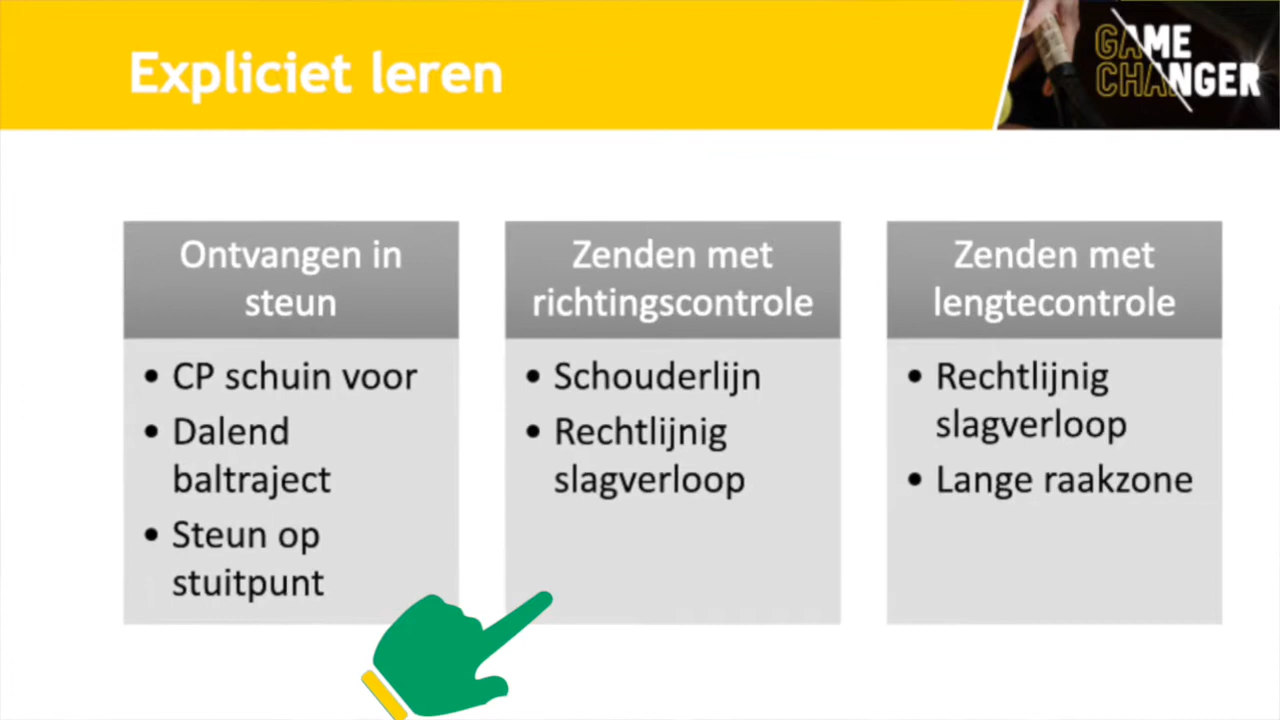 Expliciet leren
GAME
CHANGER
Ontvangen in
steun
• CP schuin voor
• Dalend
baltraject
• Steun op
stuitpunt
Zenden met
richtingscontrole
• Schouderlijn
• Rechtlijnig
slagverloop
Zenden met
lengtecontrole
• Rechtlijnig
slagverloop
• Lange raakzone